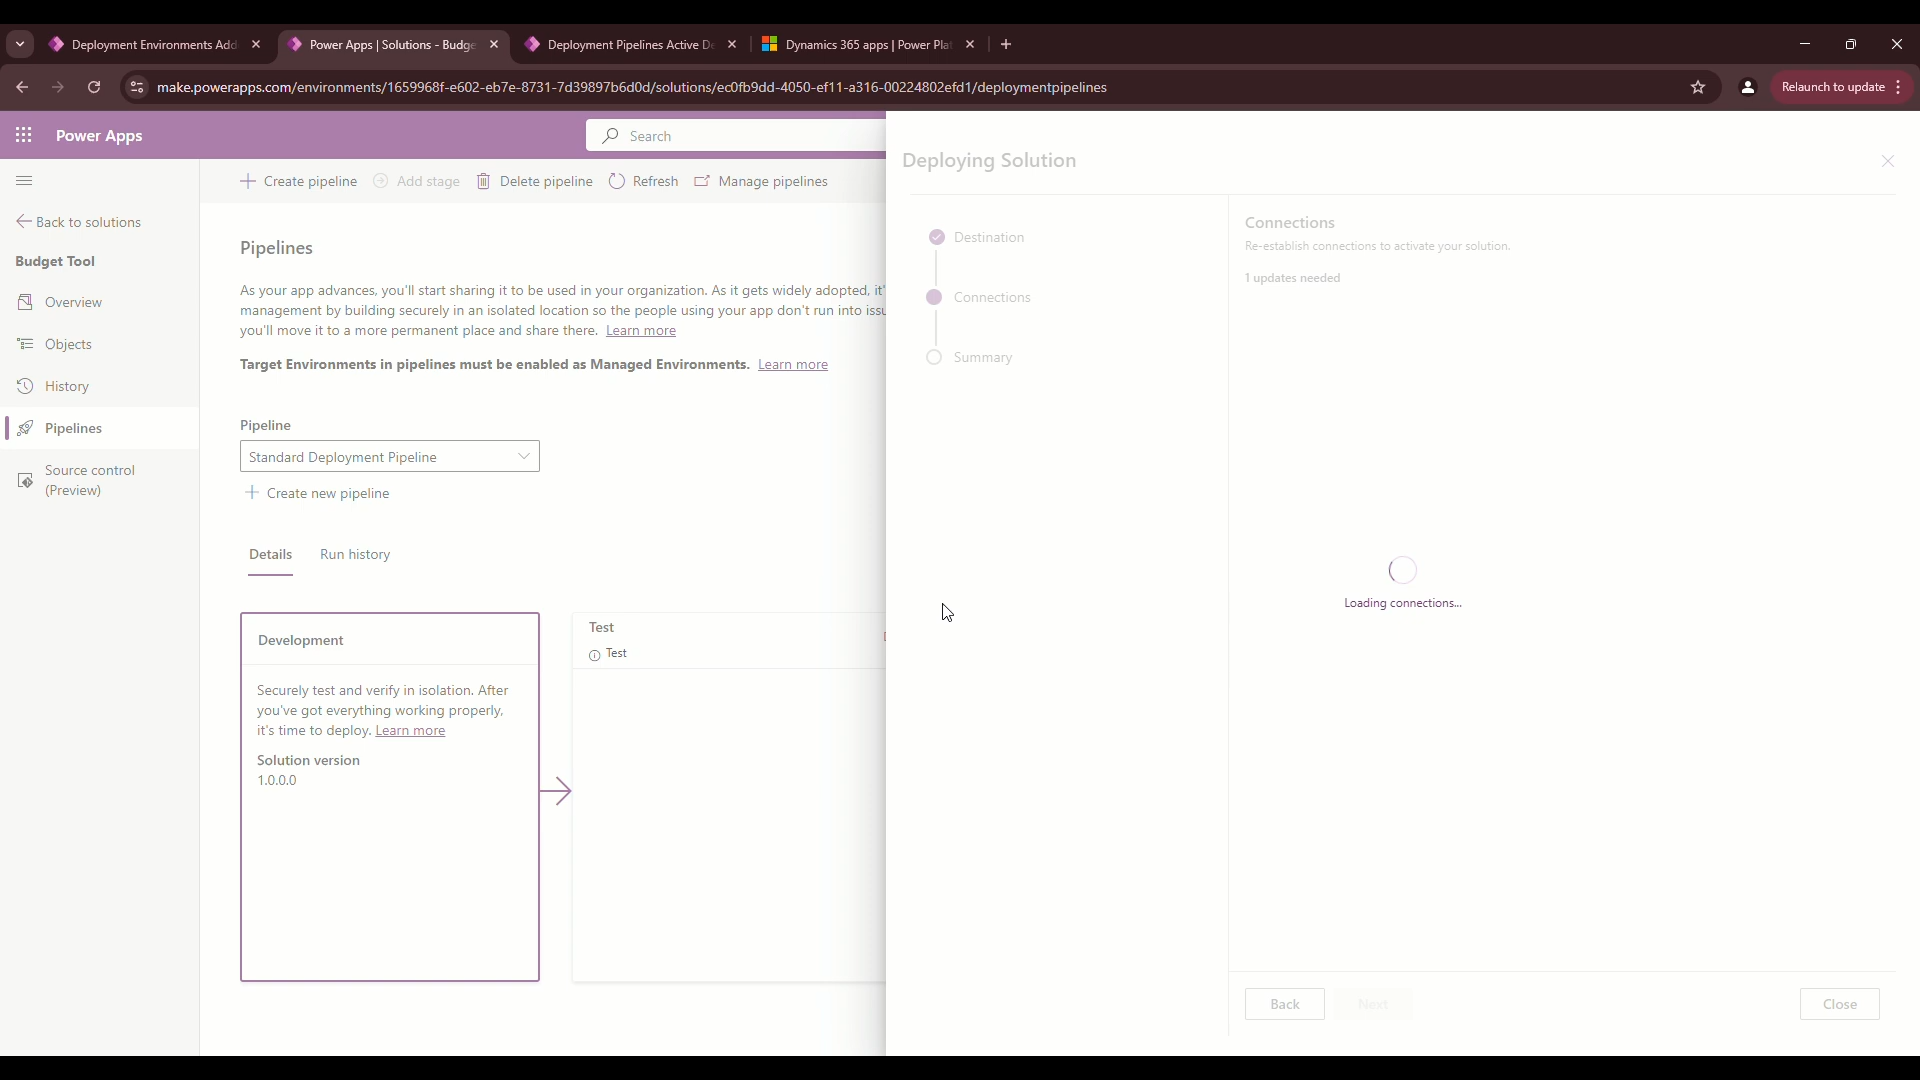 Deployment Environments Add
Power Apps | Solutions - Budge
Deployment Pipelines Active De
Dynamics 365 apps | Power Pla
make.powerapps.com/environments/1659968f-e602-eb7e-8731-7d39897b6d0d/solutions/ec0fb9dd-4050-ef11-a316-00224802efd1/deploymentpipelines
Relaunch to update
Power Apps
Search
Create pipeline
Add stage
Delete pipeline
Refresh
Manage pipelines
Back to solutions
Budget Tool
Overview
Objects
History
Pipelines
Source control
(Preview)
Pipelines
As your app advances, you'll start sharing it to be used in your organization. As it gets widely adopted, it'
management by building securely in an isolated location so the people using your app don't run into issu
you'll move it to a more permanent place and share there. Learn more
Target Environments in pipelines must be enabled as Managed Environments. Learn more
Pipeline
Standard Deployment Pipeline
Create new pipeline
Details
Run history
Development
Securely test and verify in isolation. After
you've got everything working properly,
it's time to deploy. Learn more
Solution version
1.0.0.0
Test
Test
Deploying Solution
Destination
Connections
Summary
Connections
Re-establish connections to activate your solution.
1 updates needed
Loading connections...
Back
Next
Close